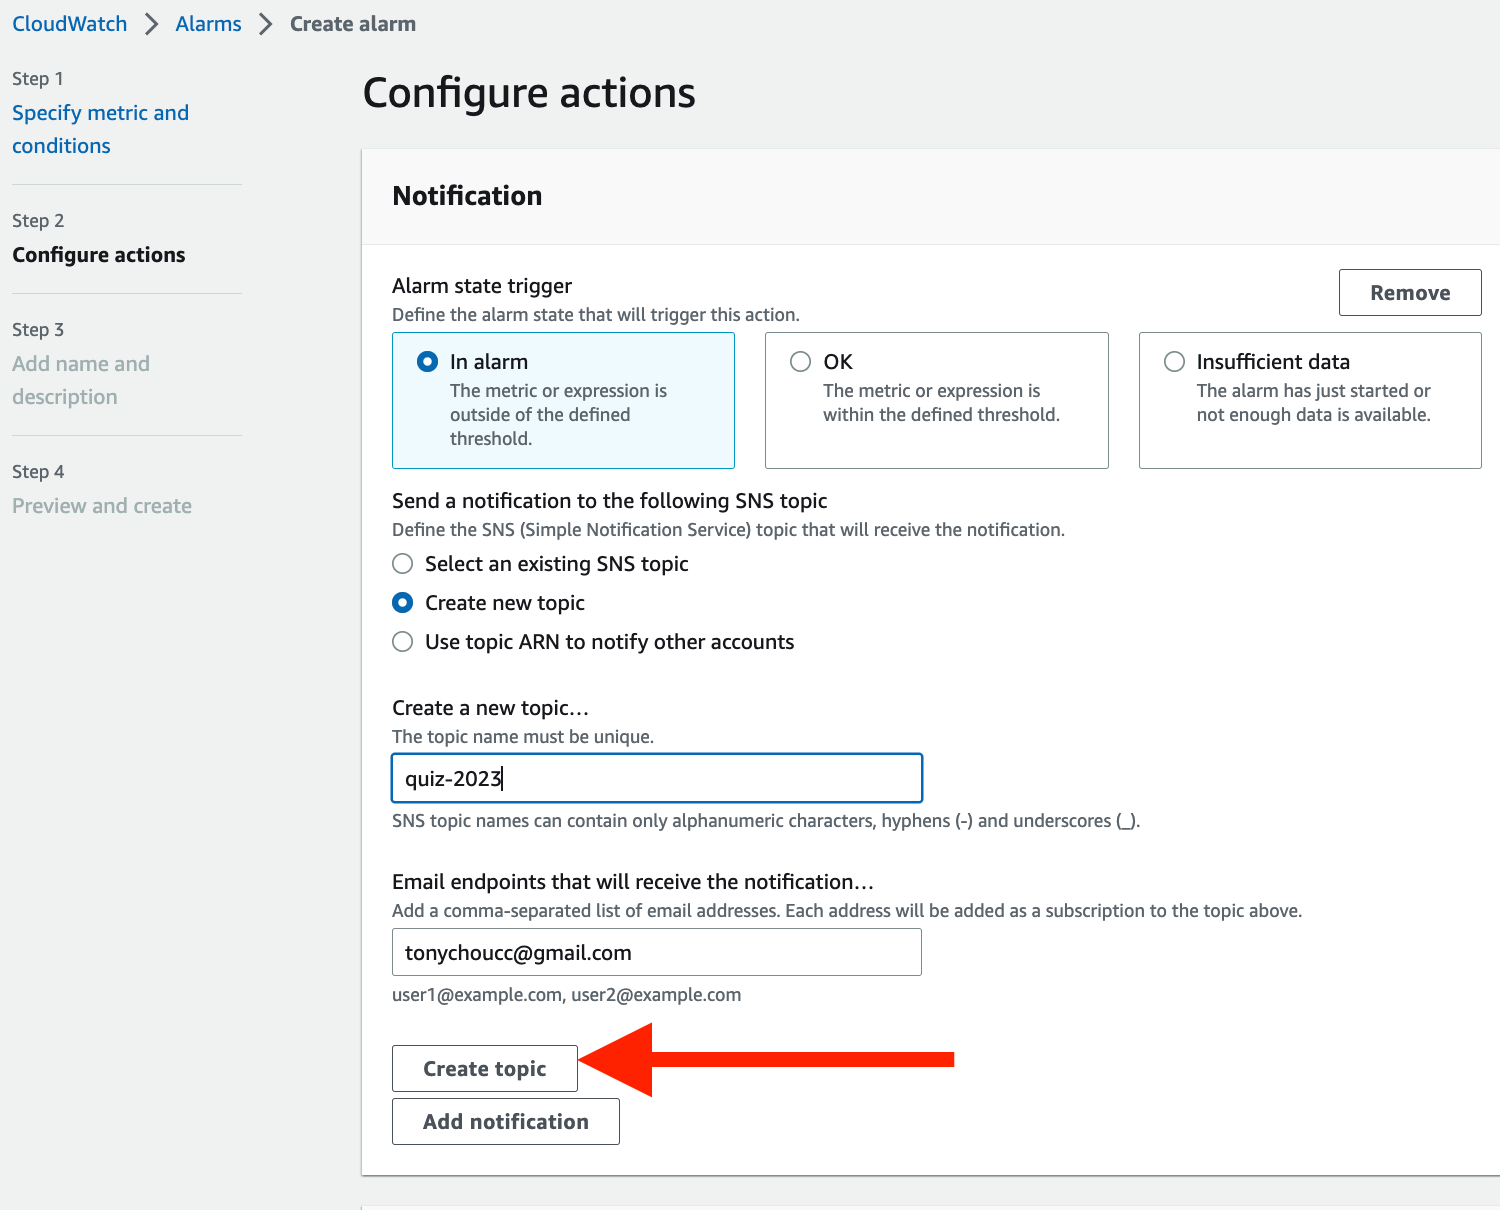 CloudWatch > Alarms > Create alarm
Step 1
Specify metric and
conditions
Step 2
Configure actions
Step 3
Add name and
description
Step 4
Preview and create
Configure actions
Notification
Alarm state trigger
Define the alarm state that will trigger this action.
Remove
In alarm
The metric or expression is
outside of the defined
threshold.
OK
The metric or expression is
within the defined threshold.
Insufficient data
The alarm has just started or
not enough data is available.
Send a notification to the following SNS topic
Define the SNS (Simple Notification Service) topic that will receive the notification.
Select an existing SNS topic
Create new topic
Use topic ARN to notify other accounts
Create a new topic…
The topic name must be unique.
quiz-2023
SNS topic names can contain only alphanumeric characters, hyphens (-) and underscores (_).
Email endpoints that will receive the notification…
Add a comma-separated list of email addresses. Each address will be added as a subscription to the topic above.
tonychoucc@gmail.com
user1@example.com, user2@example.com
Create topic
Add notification